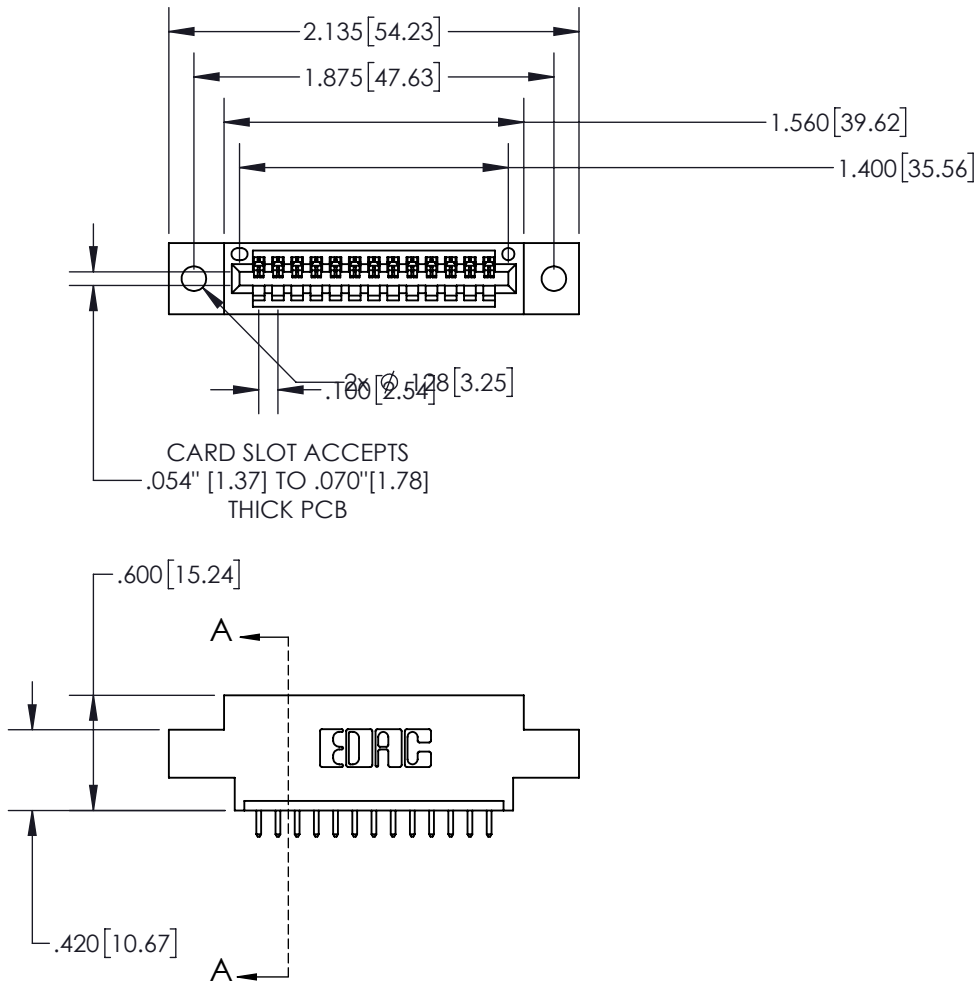 2.135[54.23]
1.875[47.63]
1.560[39.62]
1.400[35.56]
2x Ø .128[3.25]
.100[2.54]
CARD SLOT ACCEPTS
.054" [1.37] TO .070"[1.78]
THICK PCB
.600[15.24]
A
EDAC
.420[10.67]
A